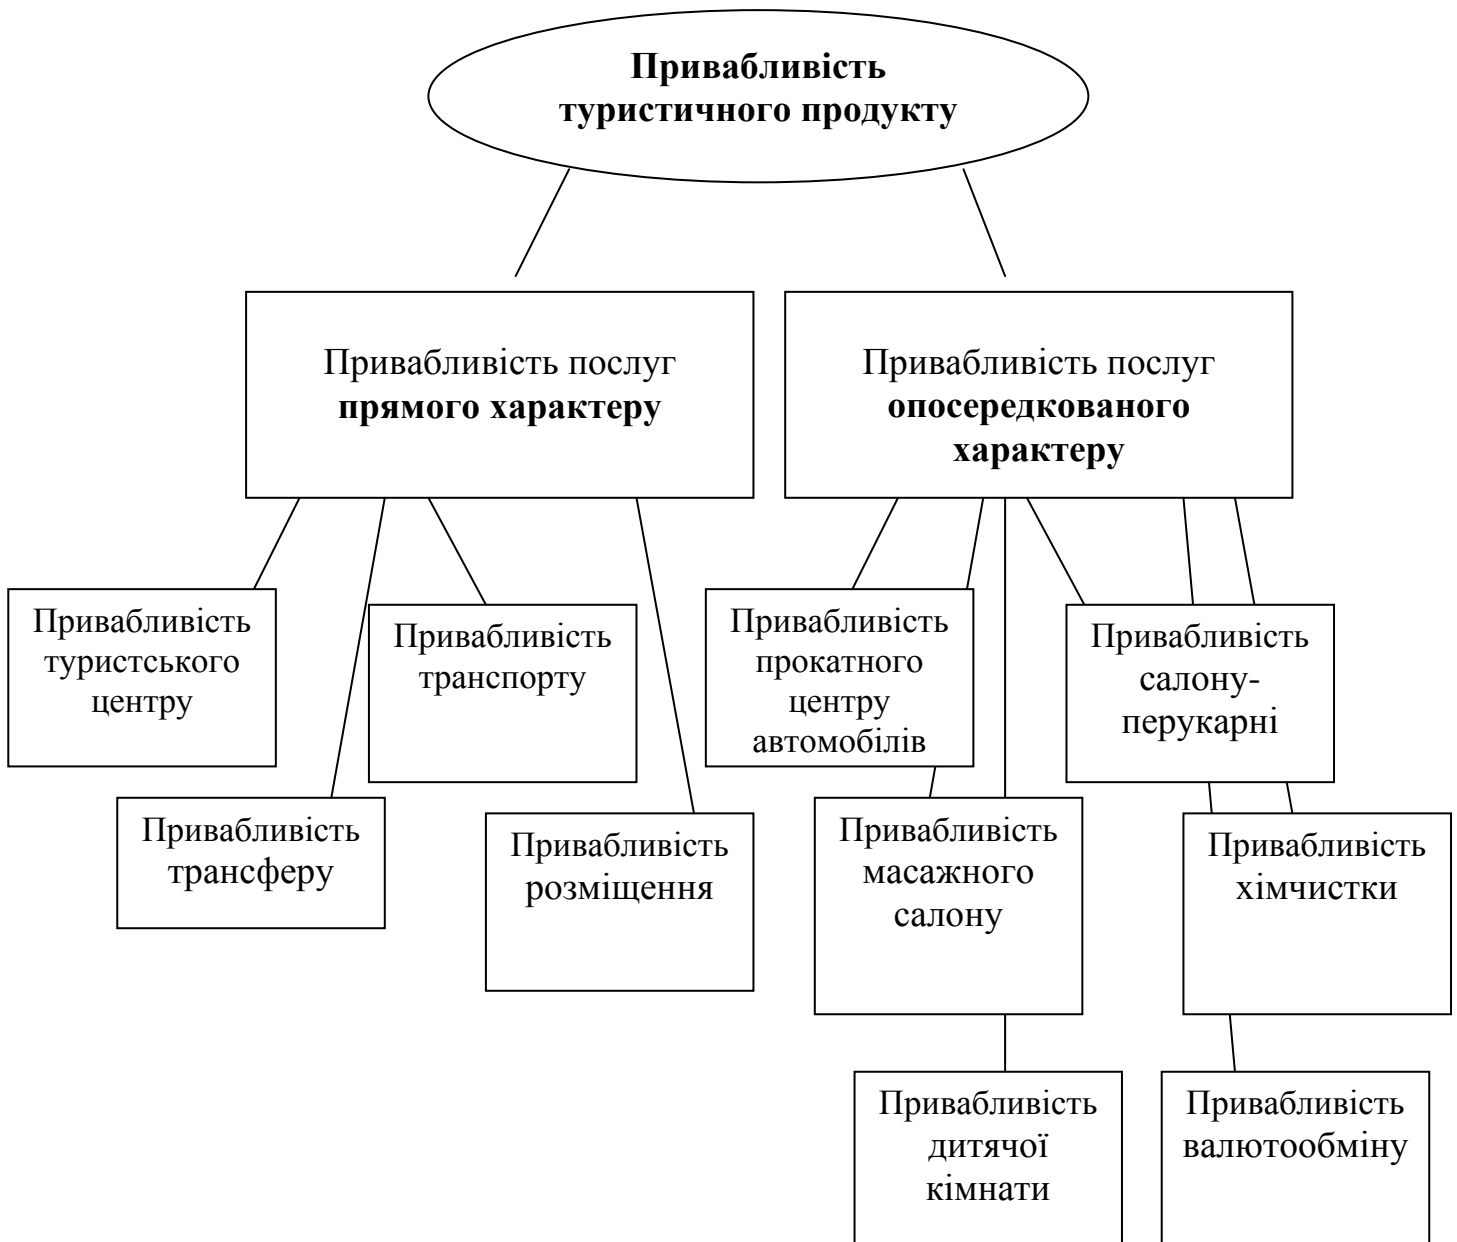 Привабливість
туристичного продукту
Привабливість послуг
прямого характеру
Привабливість послуг
опосередкованого
характеру
Привабливість
туристського
центру
Привабливість
транспорту
Привабливість
прокатного
центру
автомобілів
Привабливість
салону-
перукарні
Привабливість
трансферу
Привабливість
розміщення
Привабливість
масажного
салону
Привабливість
хімчистки
Привабливість
дитячої
кімнати
Привабливість
валютообміну